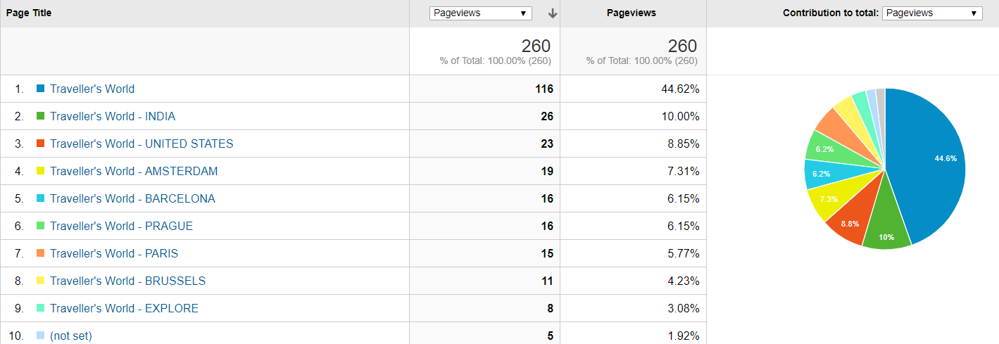 Page Title Pageviews Pageviews Contribution to total: Pageviews
260 260
% of Total: 100.00% (260) % of Total: 100.00% (260)
1. Traveller's World 116 44.62%
2. Traveller's World - INDIA 26 10.00%
3. Traveller's World - UNITED STATES 23 8.85%
4. Traveller's World - AMSTERDAM 19 7.31%
5. Traveller's World - BARCELONA 16 6.15%
6. Traveller's World - PRAGUE 16 6.15%
7. Traveller's World - PARIS 15 5.77%
8. Traveller's World - BRUSSELS 11 4.23%
9. Traveller's World - EXPLORE 8 3.08%
10. (not set) 5 1.92%
6.2%
44.6%
6.2%
7.3%
8.8%
10%